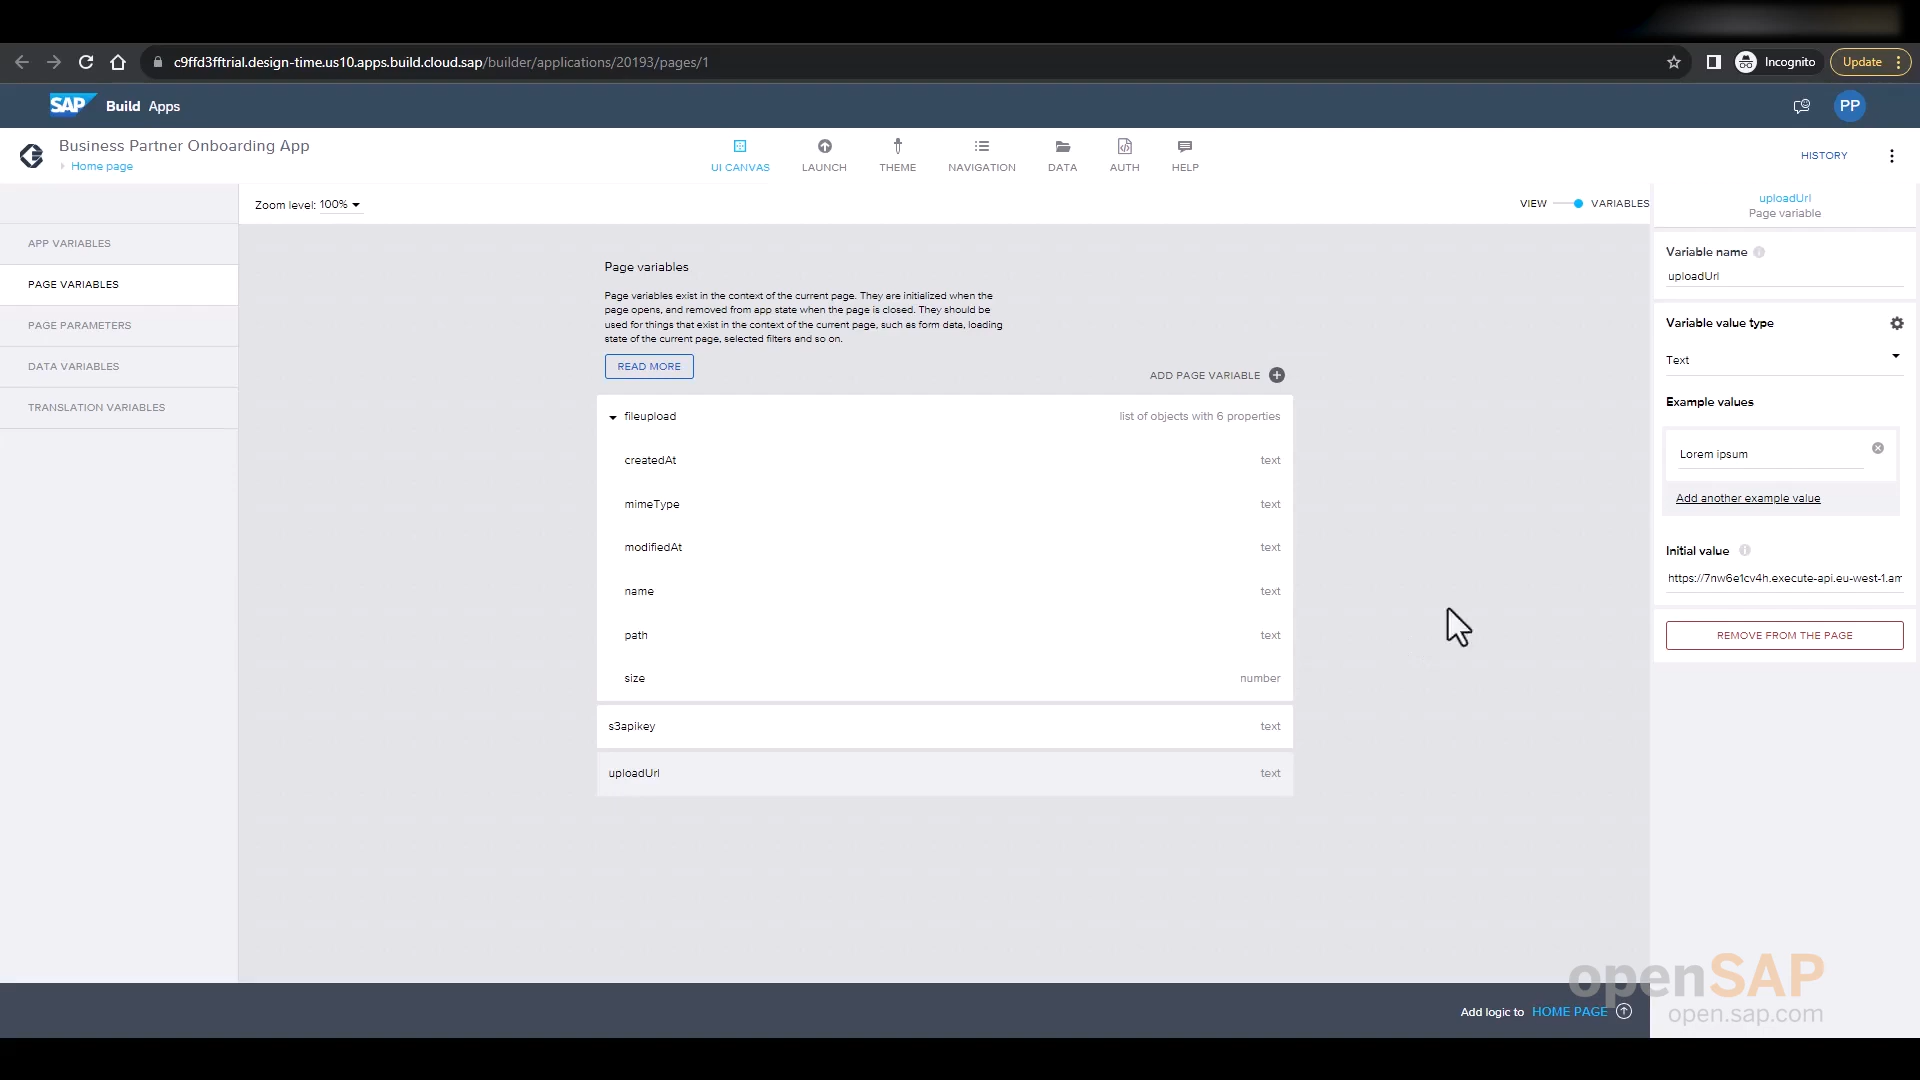 c9ffd3fftrial.design-time.us10.apps.build.cloud.sap/builder/applications/20193/pages/1
Incognito
Update
SAP Build Apps
PP
Business Partner Onboarding App
Home page
UI CANVAS
LAUNCH
THEME
NAVIGATION
DATA
AUTH
HELP
HISTORY
Zoom level: 100%
VIEW
VARIABLES
APP VARIABLES
PAGE VARIABLES
PAGE PARAMETERS
DATA VARIABLES
TRANSLATION VARIABLES
Page variables
Page variables exist in the context of the current page. They are initialized when the
page opens, and removed from app state when the page is closed. They should be
used for things that exist in the context of the current page, such as form data, loading
state of the current page, selected filters and so on.
READ MORE
ADD PAGE VARIABLE
fileupload list of objects with 6 properties
createdAt text
mimeType text
modifiedAt text
name text
path text
size number
s3apikey text
uploadUrl text
uploadUrl
Page variable
Variable name
uploadUrl
Variable value type
Text
Example values
Lorem ipsum
Add another example value
Initial value
https://7nw6e1cv4h.execute-api.eu-west-1.am
REMOVE FROM THE PAGE
Add logic to HOME PAGE
openSAP
open.sap.com